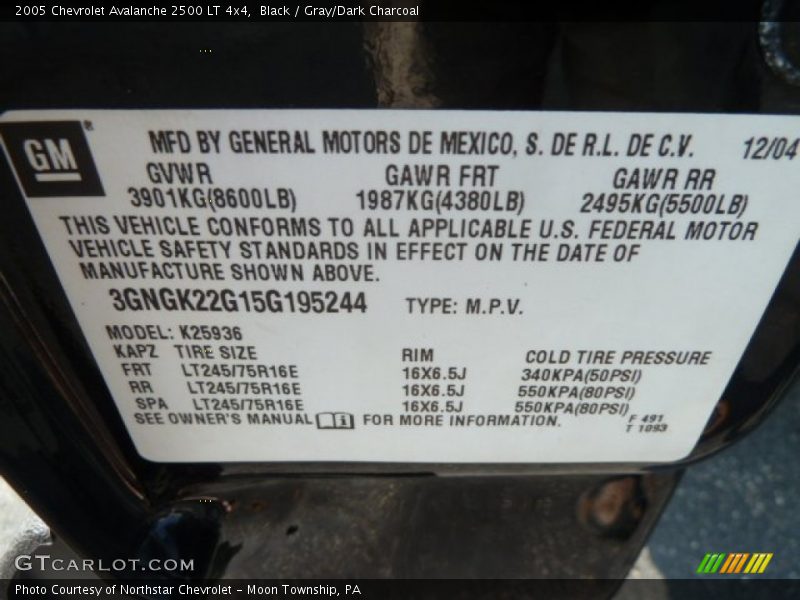 2005 Chevrolet Avalanche 2500 LT 4x4, Black / Gray/Dark Charcoal
GM®
MFD BY GENERAL MOTORS DE MEXICO, S. DE R.L. DE C.V. 12/04
GVWR GAWR FRT GAWR RR
3901KG(8600LB) 1987KG(4380LB) 2495KG(5500LB)
THIS VEHICLE CONFORMS TO ALL APPLICABLE U.S. FEDERAL MOTOR
VEHICLE SAFETY STANDARDS IN EFFECT ON THE DATE OF
MANUFACTURE SHOWN ABOVE.
3GNGK22G15G195244 TYPE: M.P.V.
MODEL: K25936
KAPZ TIRE SIZE RIM COLD TIRE PRESSURE
FRT LT245/75R16E 16X6.5J 340KPA(50PSI)
RR LT245/75R16E 16X6.5J 550KPA(80PSI)
SPA LT245/75R16E 16X6.5J 550KPA(80PSI)
SEE OWNER'S MANUAL FOR MORE INFORMATION. F 491
T 1093
GTCARLOT.COM
Photo Courtesy of Northstar Chevrolet - Moon Township, PA